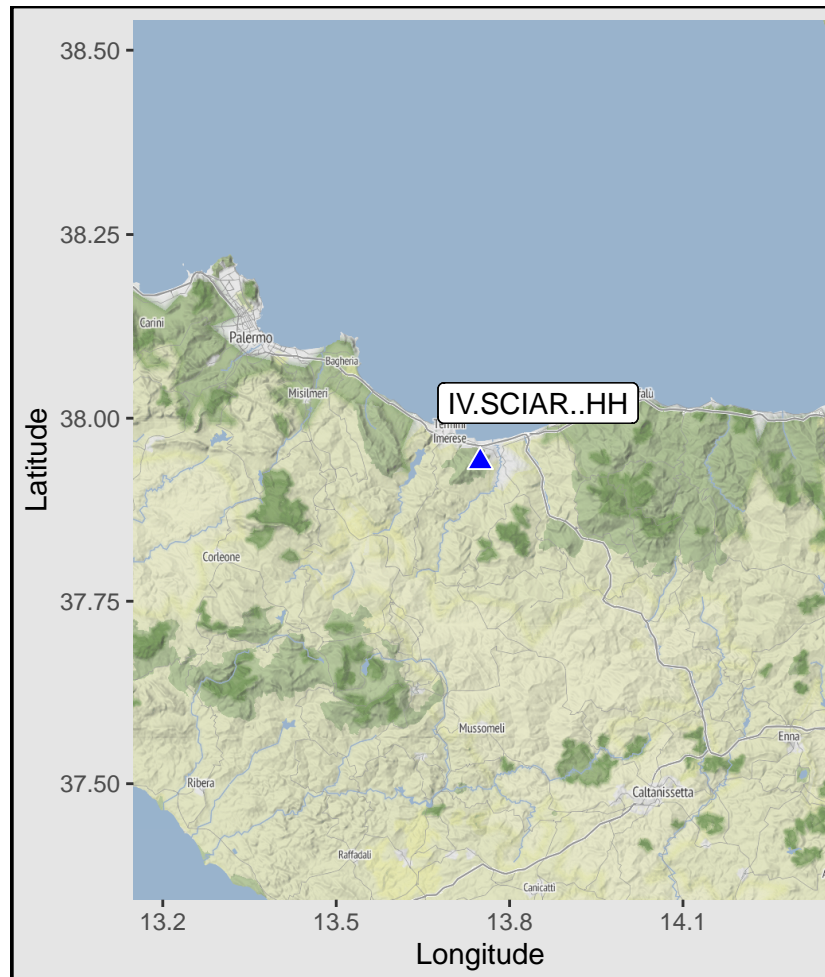 38.50
38.25
38.00
37.75
37.50
Latitude
Carini
Palermo
Bagheria
Misilmeri
IV.SCIAR..HH
Imerese
Corleone
Mussomeli
Enna
Ribera
Caltanissetta
Raffadali
Canicatti
13.2
13.5
13.8
14.1
Longitude